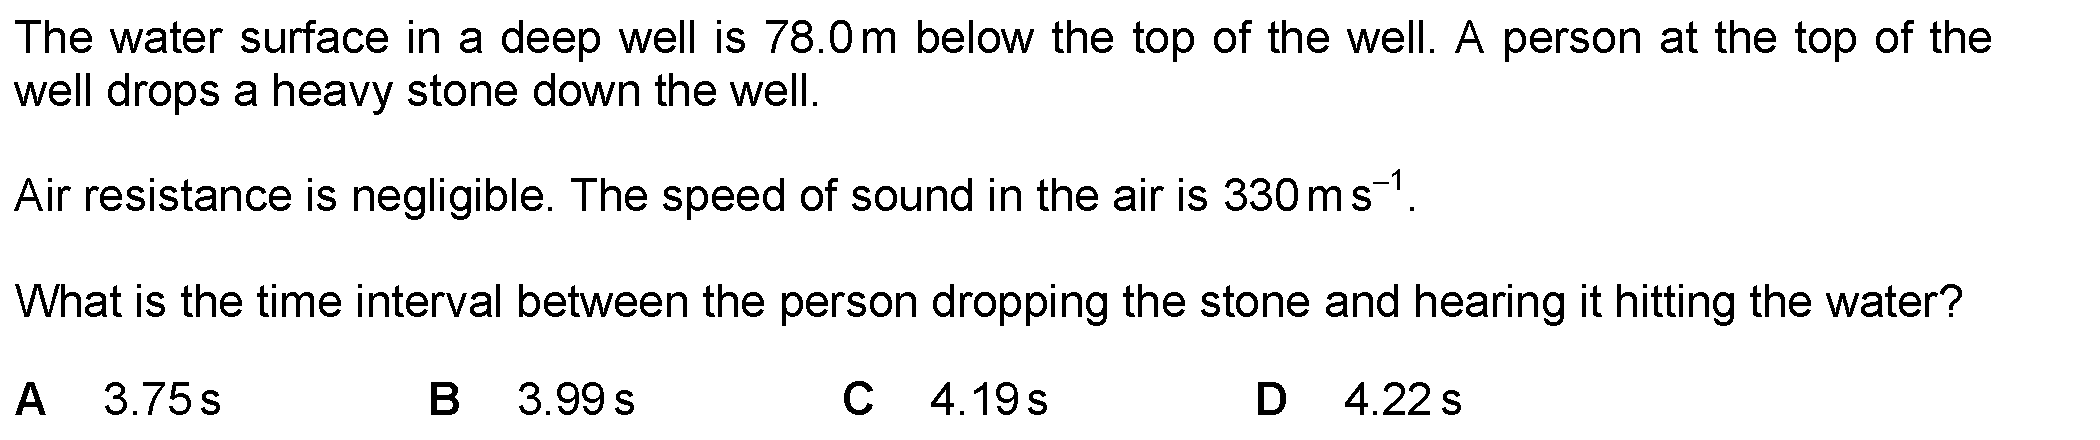 The water surface in a deep well is 78.0 m below the top of the well. A person at the top of the
well drops a heavy stone down the well.
Air resistance is negligible. The speed of sound in the air is 330 m s⁻¹.
What is the time interval between the person dropping the stone and hearing it hitting the water?
A 3.75 s B 3.99 s C 4.19 s D 4.22 s